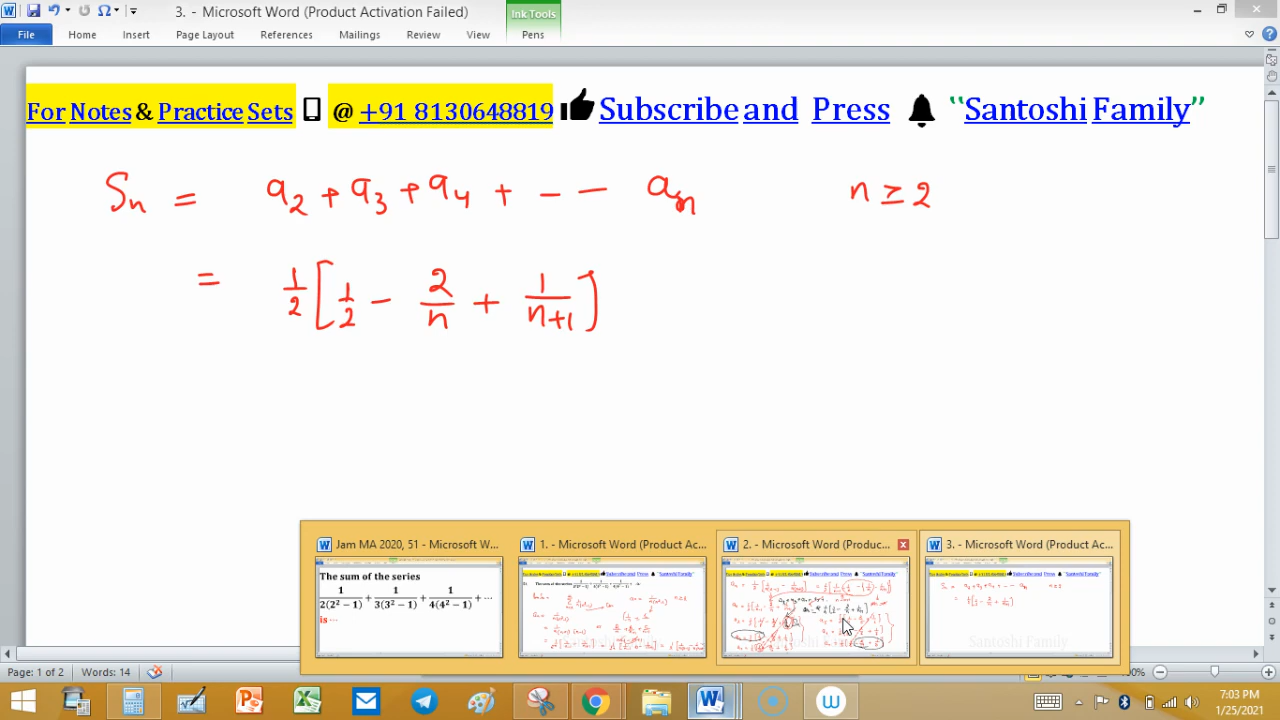 3. - Microsoft Word (Product Activation Failed)
Ink Tools
File Home Insert Page Layout References Mailings Review View Pens
For Notes & Practice Sets @ +91 8130648819 Subscribe and Press "Santoshi Family"
Sn = a2 + a3 + a4 + - - an n ≥ 2
= 1/2 [1/2 - 2/n + 1/(n+1)]
Jam MA 2020, 51 - Microsoft W... 1. - Microsoft Word (Product Ac... 2. - Microsoft Word (Produc... 3. - Microsoft Word (Product Ac...
The sum of the series
1/2(2²−1) + 1/3(3²−1) + 1/4(4²−1) + ⋯
is ⋯
Page: 1 of 2 Words: 14
7:03 PM
1/25/2021